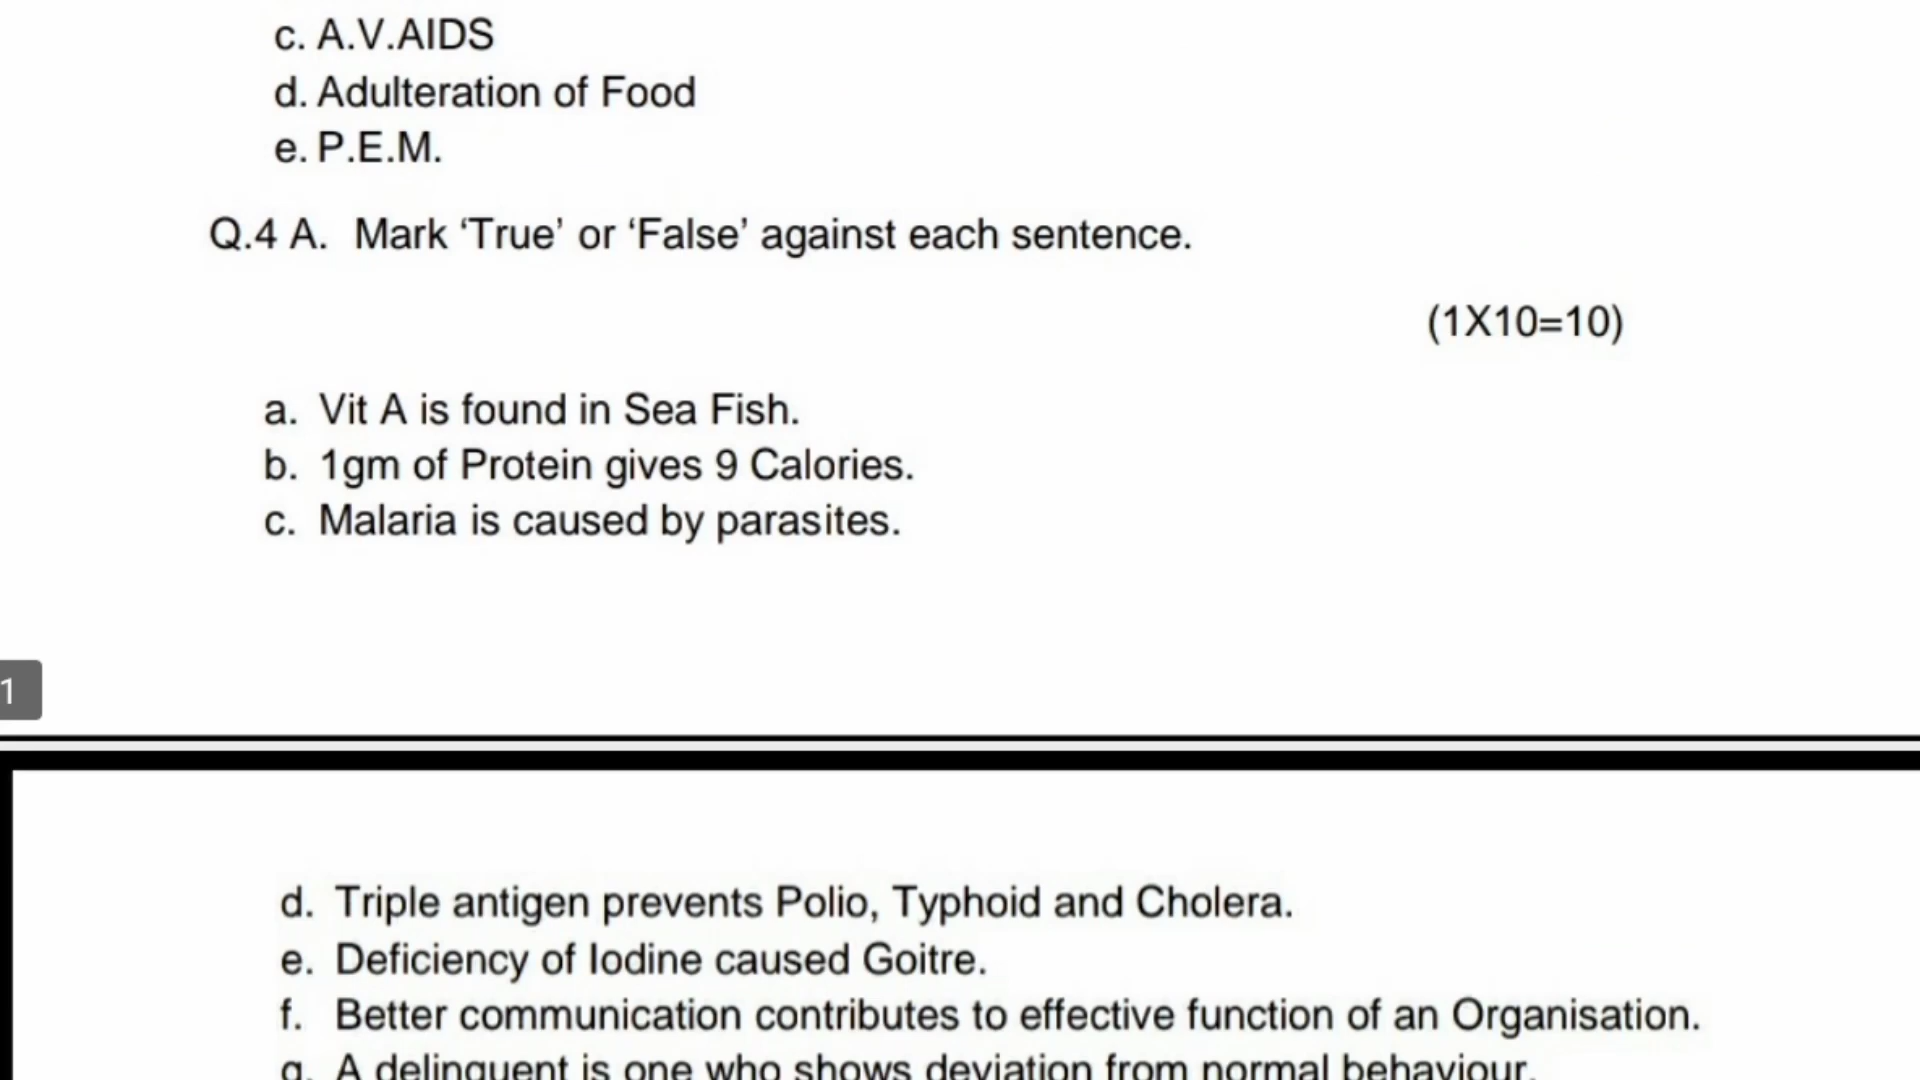 c. A.V.AIDS
d. Adulteration of Food
e. P.E.M.
Q.4 A. Mark ‘True’ or ‘False’ against each sentence.
(1X10=10)
a. Vit A is found in Sea Fish.
b. 1gm of Protein gives 9 Calories.
c. Malaria is caused by parasites.
1
d. Triple antigen prevents Polio, Typhoid and Cholera.
e. Deficiency of Iodine caused Goitre.
f. Better communication contributes to effective function of an Organisation.
g. A delinquent is one who shows deviation from normal behaviour.